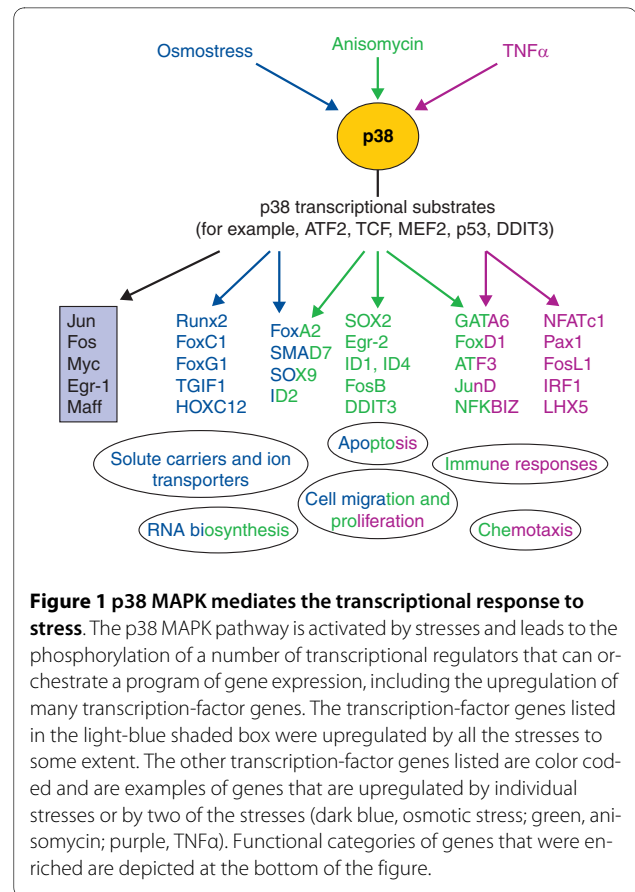 Osmostress
Anisomycin
TNFα
p38
p38 transcriptional substrates
(for example, ATF2, TCF, MEF2, p53, DDIT3)
Jun
Fos
Myc
Egr-1
Maff
Runx2
FoxC1
FoxG1
TGIF1
HOXC12
FoxA2
SMAD7
SOX9
ID2
SOX2
Egr-2
ID1, ID4
FosB
DDIT3
GATA6
FoxD1
ATF3
JunD
NFKBIZ
NFATc1
Pax1
FosL1
IRF1
LHX5
Solute carriers and ion
transporters
Apoptosis
Immune responses
RNA biosynthesis
Cell migration and
proliferation
Chemotaxis
Figure 1 p38 MAPK mediates the transcriptional response to
stress. The p38 MAPK pathway is activated by stresses and leads to the
phosphorylation of a number of transcriptional regulators that can or-
chestrate a program of gene expression, including the upregulation of
many transcription-factor genes. The transcription-factor genes listed
in the light-blue shaded box were upregulated by all the stresses to
some extent. The other transcription-factor genes listed are color cod-
ed and are examples of genes that are upregulated by individual
stresses or by two of the stresses (dark blue, osmotic stress; green, ani-
somycin; purple, TNFα). Functional categories of genes that were en-
riched are depicted at the bottom of the figure.